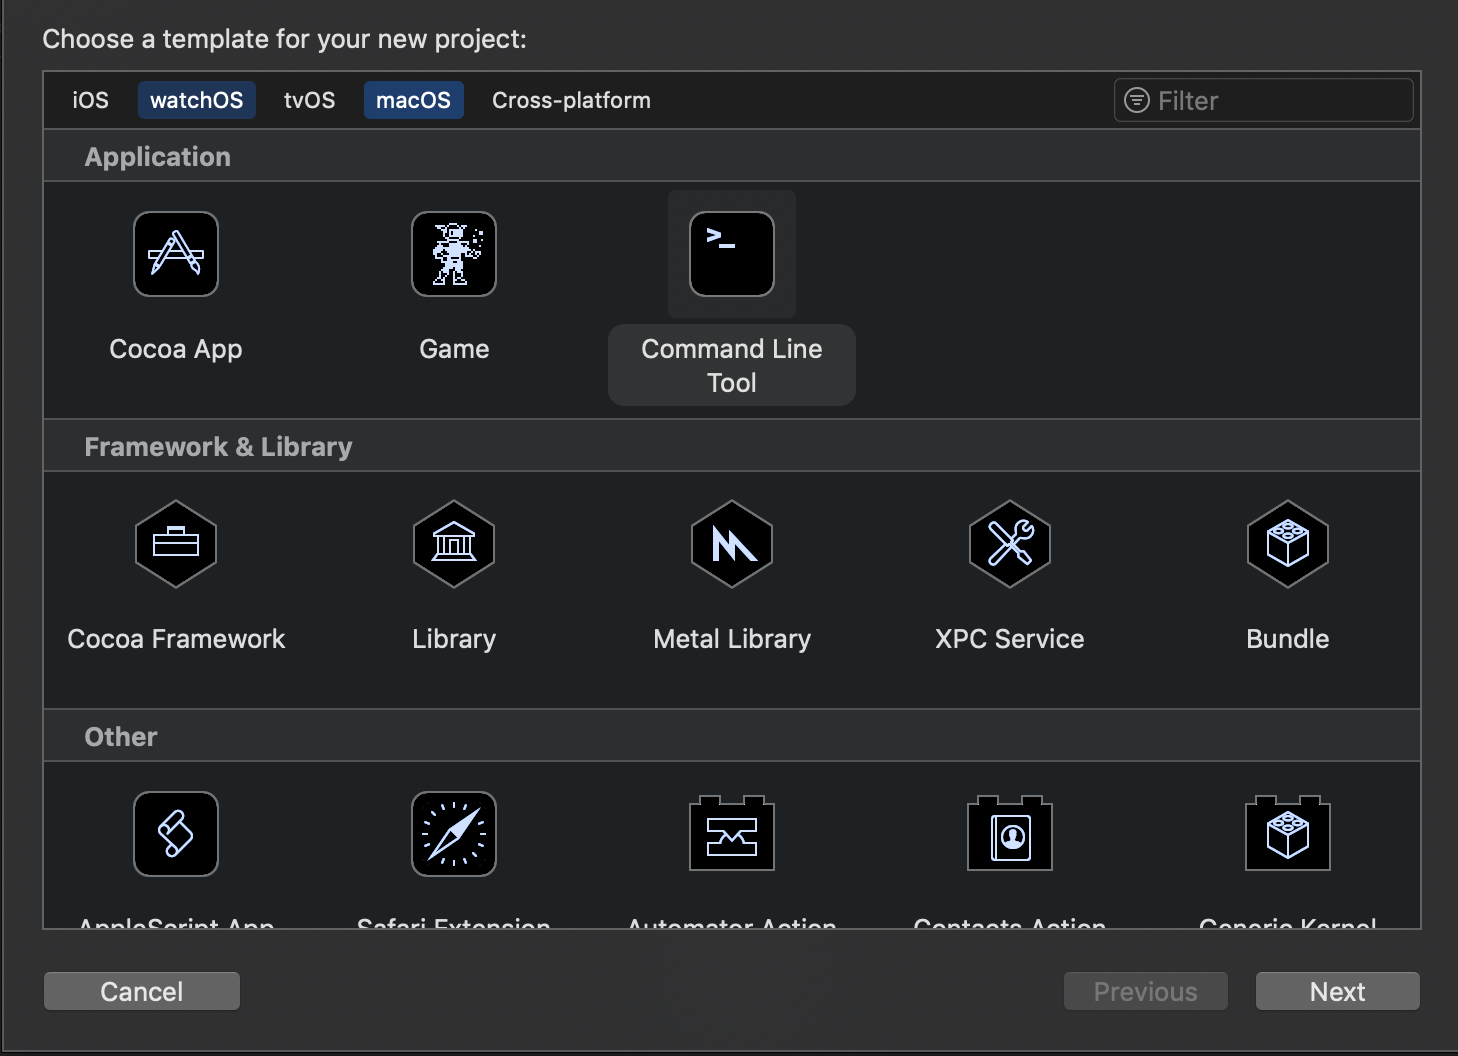 Choose a template for your new project:
iOS watchOS tvOS macOS Cross-platform Filter
Application
Cocoa App Game Command Line
Tool
Framework & Library
Cocoa Framework Library Metal Library XPC Service Bundle
Other
AppleScript App Safari Extension Automator Action Contacts Action Generic Kernel
Cancel Previous Next